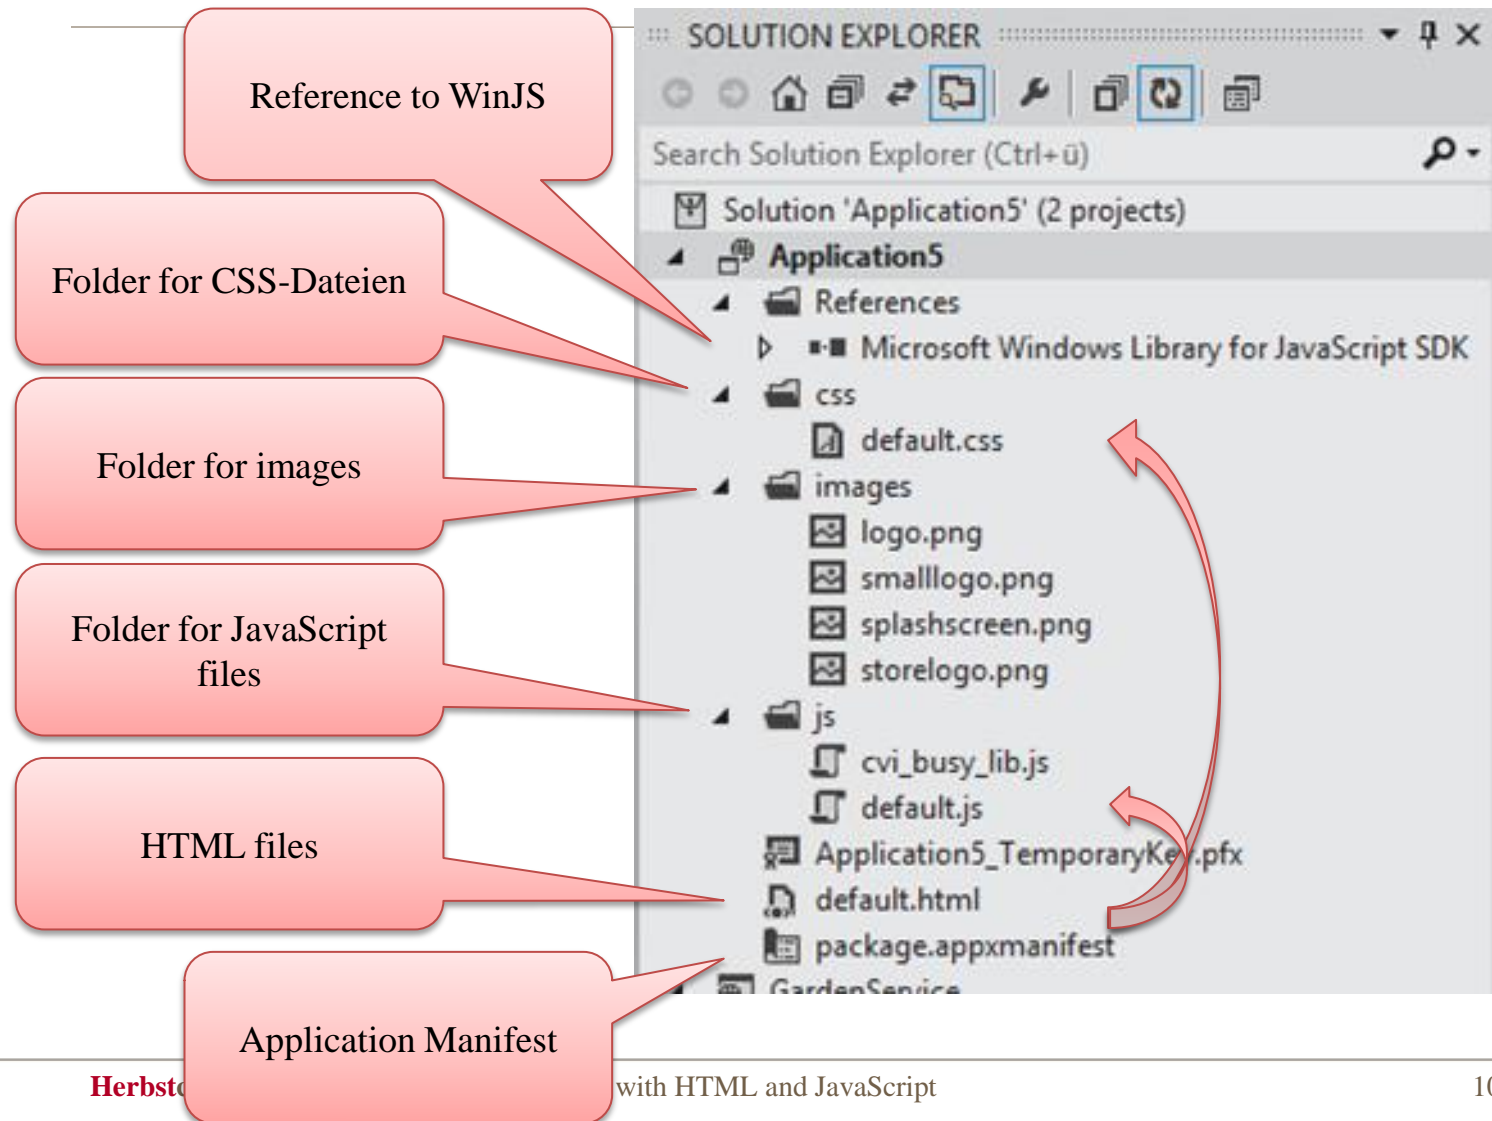 Reference to WinJS
Folder for CSS-Dateien
Folder for images
Folder for JavaScript
files
HTML files
Application Manifest
SOLUTION EXPLORER
Search Solution Explorer (Ctrl+ü)
Solution 'Application5' (2 projects)
Application5
References
Microsoft Windows Library for JavaScript SDK
css
default.css
images
logo.png
smalllogo.png
splashscreen.png
storelogo.png
js
cvi_busy_lib.js
default.js
Application5_TemporaryKey.pfx
default.html
package.appxmanifest
GardenService
with HTML and JavaScript
10